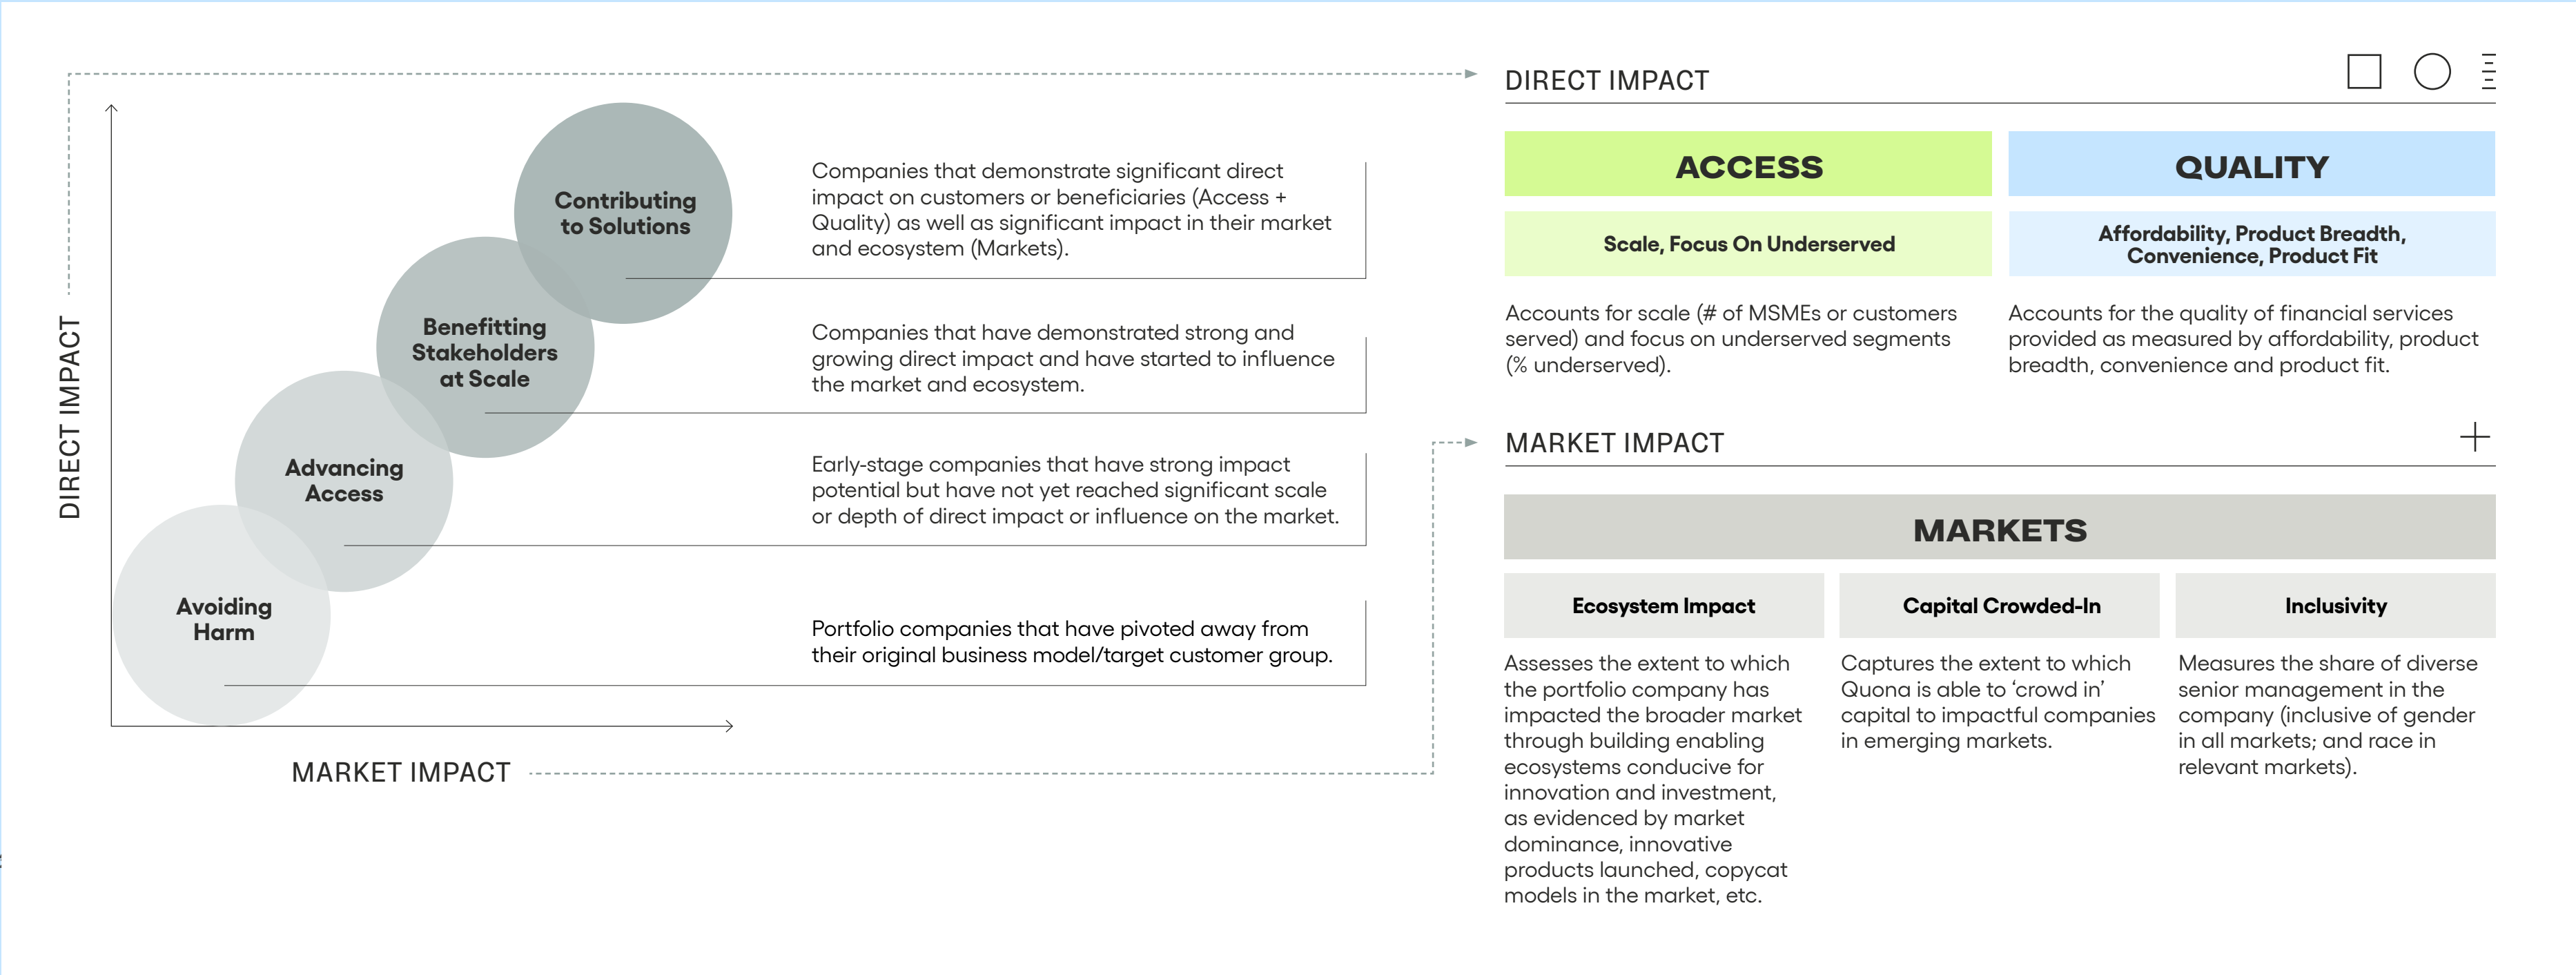 DIRECT IMPACT
Contributing
to Solutions
Companies that demonstrate significant direct
impact on customers or beneficiaries (Access +
Quality) as well as significant impact in their market
and ecosystem (Markets).
Benefitting
Stakeholders
at Scale
Companies that have demonstrated strong and
growing direct impact and have started to influence
the market and ecosystem.
Advancing
Access
Early-stage companies that have strong impact
potential but have not yet reached significant scale
or depth of direct impact or influence on the market.
Avoiding
Harm
Portfolio companies that have pivoted away from
their original business model/target customer group.
MARKET IMPACT
DIRECT IMPACT
ACCESS
Scale, Focus On Underserved
Accounts for scale (# of MSMEs or customers
served) and focus on underserved segments
(% underserved).
QUALITY
Affordability, Product Breadth,
Convenience, Product Fit
Accounts for the quality of financial services
provided as measured by affordability, product
breadth, convenience and product fit.
MARKET IMPACT
MARKETS
Ecosystem Impact
Assesses the extent to which
the portfolio company has
impacted the broader market
through building enabling
ecosystems conducive for
innovation and investment,
as evidenced by market
dominance, innovative
products launched, copycat
models in the market, etc.
Capital Crowded-In
Captures the extent to which
Quona is able to ‘crowd in’
capital to impactful companies
in emerging markets.
Inclusivity
Measures the share of diverse
senior management in the
company (inclusive of gender
in all markets; and race in
relevant markets).